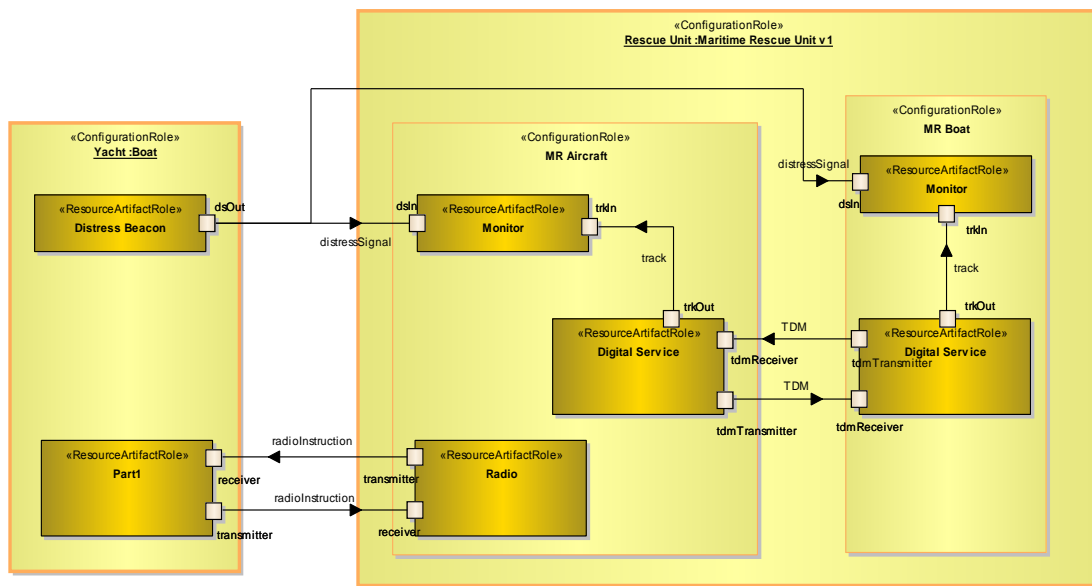 «ConfigurationRole»
Rescue Unit :Maritime Rescue Unit v1
«ConfigurationRole»
Yacht :Boat
«ConfigurationRole»
MR Aircraft
«ConfigurationRole»
MR Boat
«ResourceArtifactRole»
Distress Beacon
dsOut
distressSignal
dsIn
«ResourceArtifactRole»
Monitor
trkIn
distressSignal
dsIn
«ResourceArtifactRole»
Monitor
trkIn
track
track
trkOut
«ResourceArtifactRole»
Digital Service
tdmReceiver
tdmTransmitter
TDM
TDM
trkOut
«ResourceArtifactRole»
Digital Service
tdmTransmitter
tdmReceiver
«ResourceArtifactRole»
Part1
receiver
transmitter
radioInstruction
radioInstruction
«ResourceArtifactRole»
Radio
transmitter
receiver